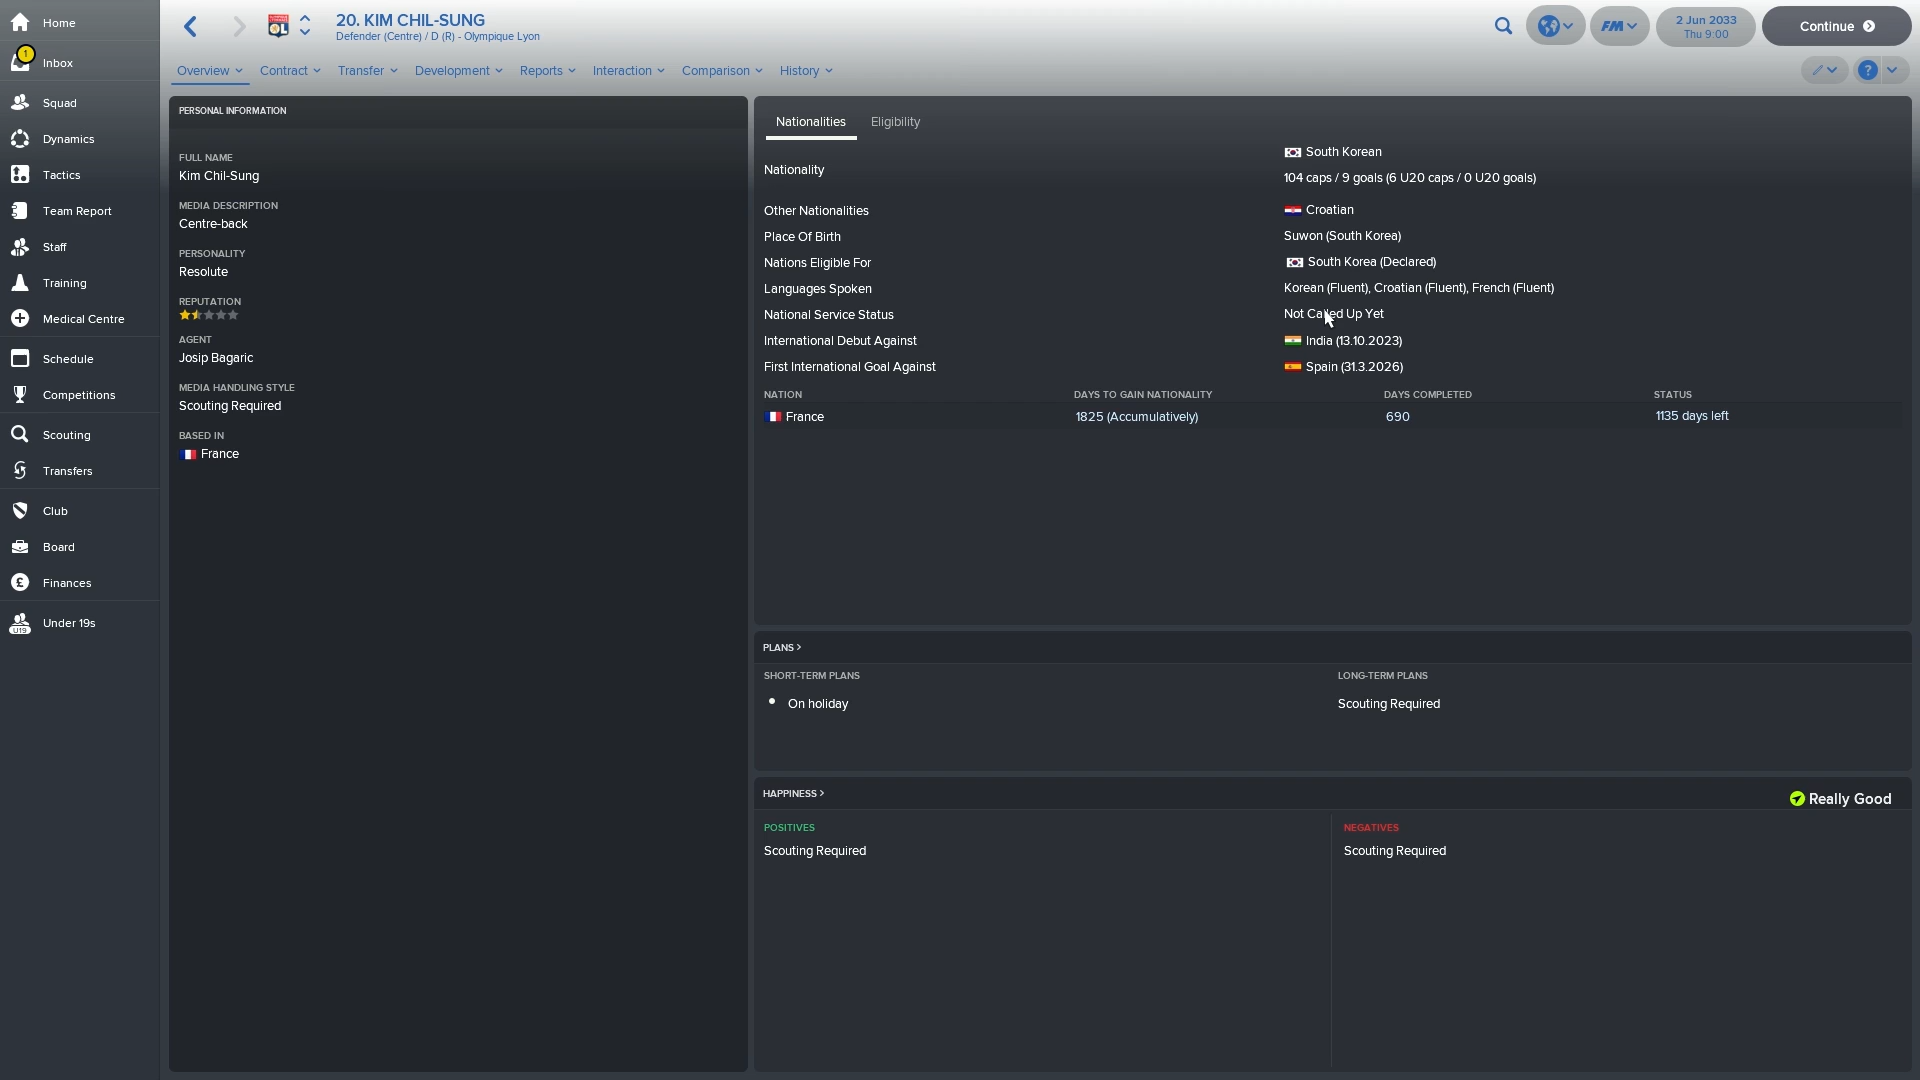 Home
1
Inbox
Squad
Dynamics
Tactics
Team Report
Staff
Training
Medical Centre
Schedule
Competitions
Scouting
Transfers
Club
Board
£
Finances
U19
Under 19s
OL
20. KIM CHIL-SUNG
Defender (Centre) / D (R) - Olympique Lyon
FM
2 Jun 2033
Thu 9:00
Continue
Overview
Contract
Transfer
Development
Reports
Interaction
Comparison
History
?
PERSONAL INFORMATION
FULL NAME
Kim Chil-Sung
MEDIA DESCRIPTION
Centre-back
PERSONALITY
Resolute
REPUTATION
AGENT
Josip Bagaric
MEDIA HANDLING STYLE
Scouting Required
BASED IN
France
Nationalities
Eligibility
Nationality
South Korean
104 caps / 9 goals (6 U20 caps / 0 U20 goals)
Other Nationalities
Croatian
Place Of Birth
Suwon (South Korea)
Nations Eligible For
South Korea (Declared)
Languages Spoken
Korean (Fluent), Croatian (Fluent), French (Fluent)
National Service Status
Not Called Up Yet
International Debut Against
India (13.10.2023)
First International Goal Against
Spain (31.3.2026)
NATION DAYS TO GAIN NATIONALITY DAYS COMPLETED STATUS
France 1825 (Accumulatively) 690 1135 days left
PLANS >
SHORT-TERM PLANS
• On holiday
LONG-TERM PLANS
Scouting Required
HAPPINESS >
Really Good
POSITIVES
Scouting Required
NEGATIVES
Scouting Required